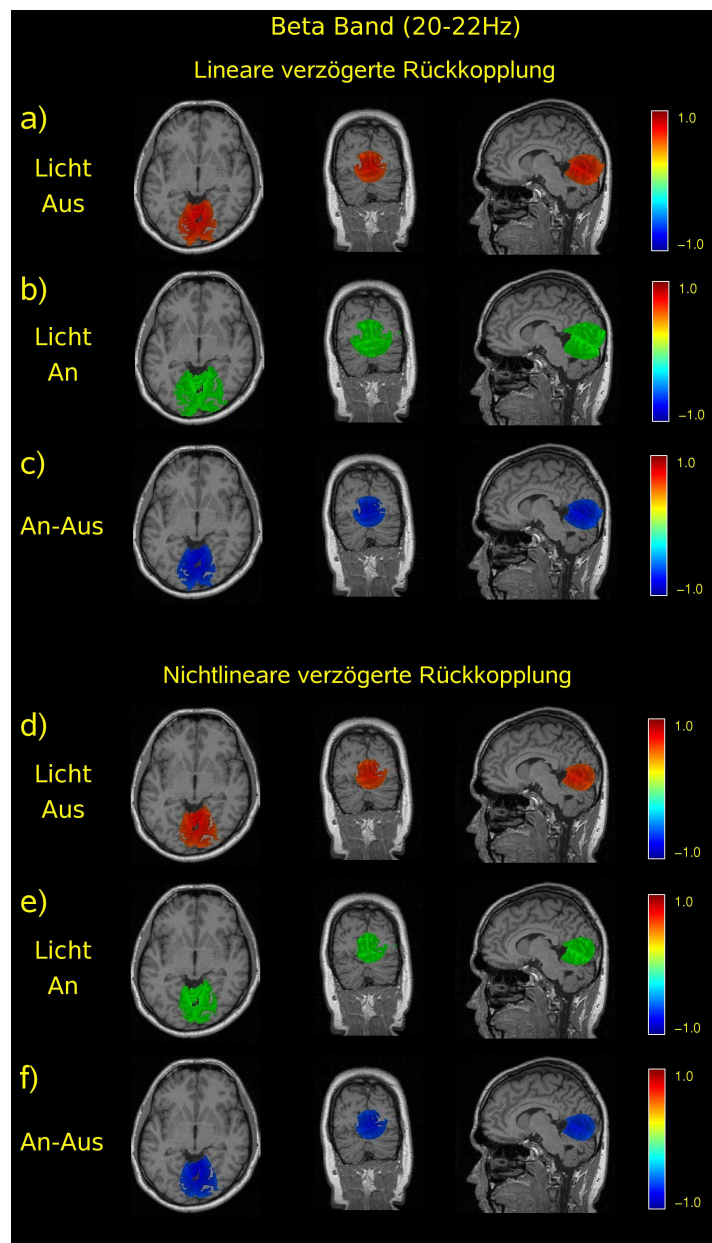 Beta Band (20-22Hz)
Lineare verzögerte Rückkopplung
a)
Licht
Aus
1.0
−1.0
b)
Licht
An
1.0
−1.0
c)
An-Aus
1.0
−1.0
Nichtlineare verzögerte Rückkopplung
d)
Licht
Aus
1.0
−1.0
e)
Licht
An
1.0
−1.0
f)
An-Aus
1.0
−1.0